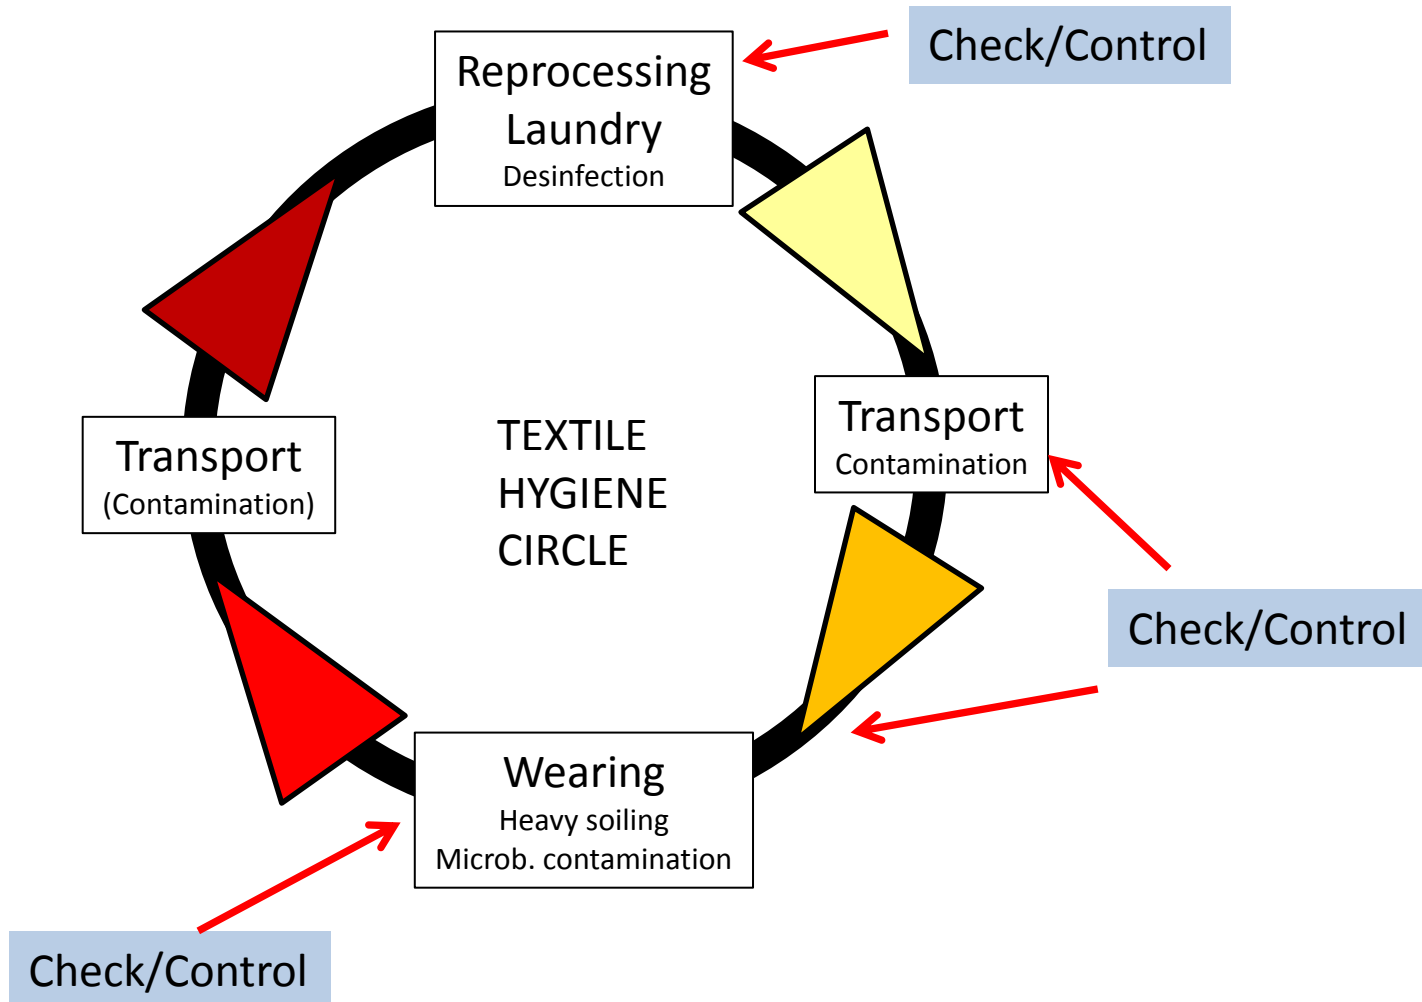 Check/Control
Reprocessing
Laundry
Desinfection
Transport
Contamination
TEXTILE
HYGIENE
CIRCLE
Transport
(Contamination)
Check/Control
Wearing
Heavy soiling
Microb. contamination
Check/Control